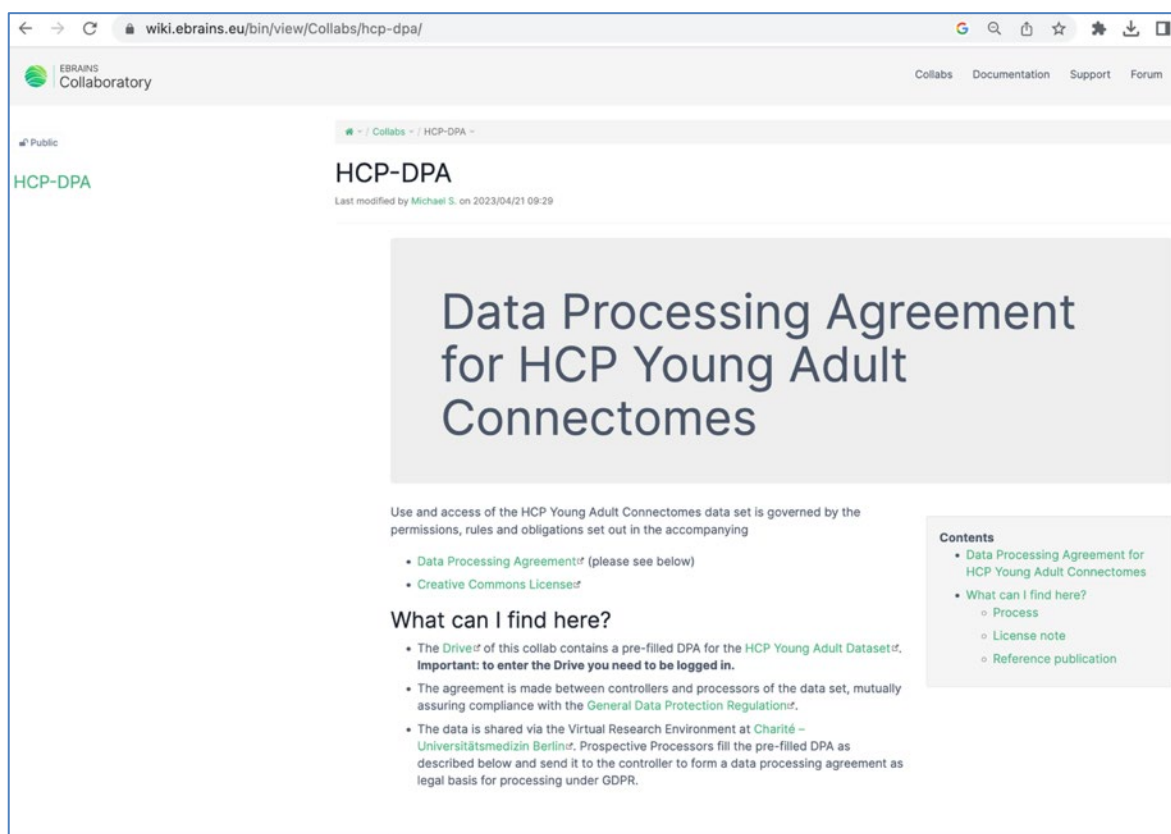 wiki.ebrains.eu/bin/view/Collabs/hcp-dpa/
EBRAINS
Collaboratory
Collabs Documentation Support Forum
Public
HCP-DPA
/ Collabs / HCP-DPA
HCP-DPA
Last modified by Michael S. on 2023/04/21 09:29
Data Processing Agreement
for HCP Young Adult
Connectomes
Use and access of the HCP Young Adult Connectomes data set is governed by the
permissions, rules and obligations set out in the accompanying
• Data Processing Agreement (please see below)
• Creative Commons License
What can I find here?
• The Drive of this collab contains a pre-filled DPA for the HCP Young Adult Dataset.
Important: to enter the Drive you need to be logged in.
• The agreement is made between controllers and processors of the data set, mutually
assuring compliance with the General Data Protection Regulation.
• The data is shared via the Virtual Research Environment at Charité –
Universitätsmedizin Berlin. Prospective Processors fill the pre-filled DPA as
described below and send it to the controller to form a data processing agreement as
legal basis for processing under GDPR.
Contents
• Data Processing Agreement for
HCP Young Adult Connectomes
• What can I find here?
○ Process
○ License note
○ Reference publication